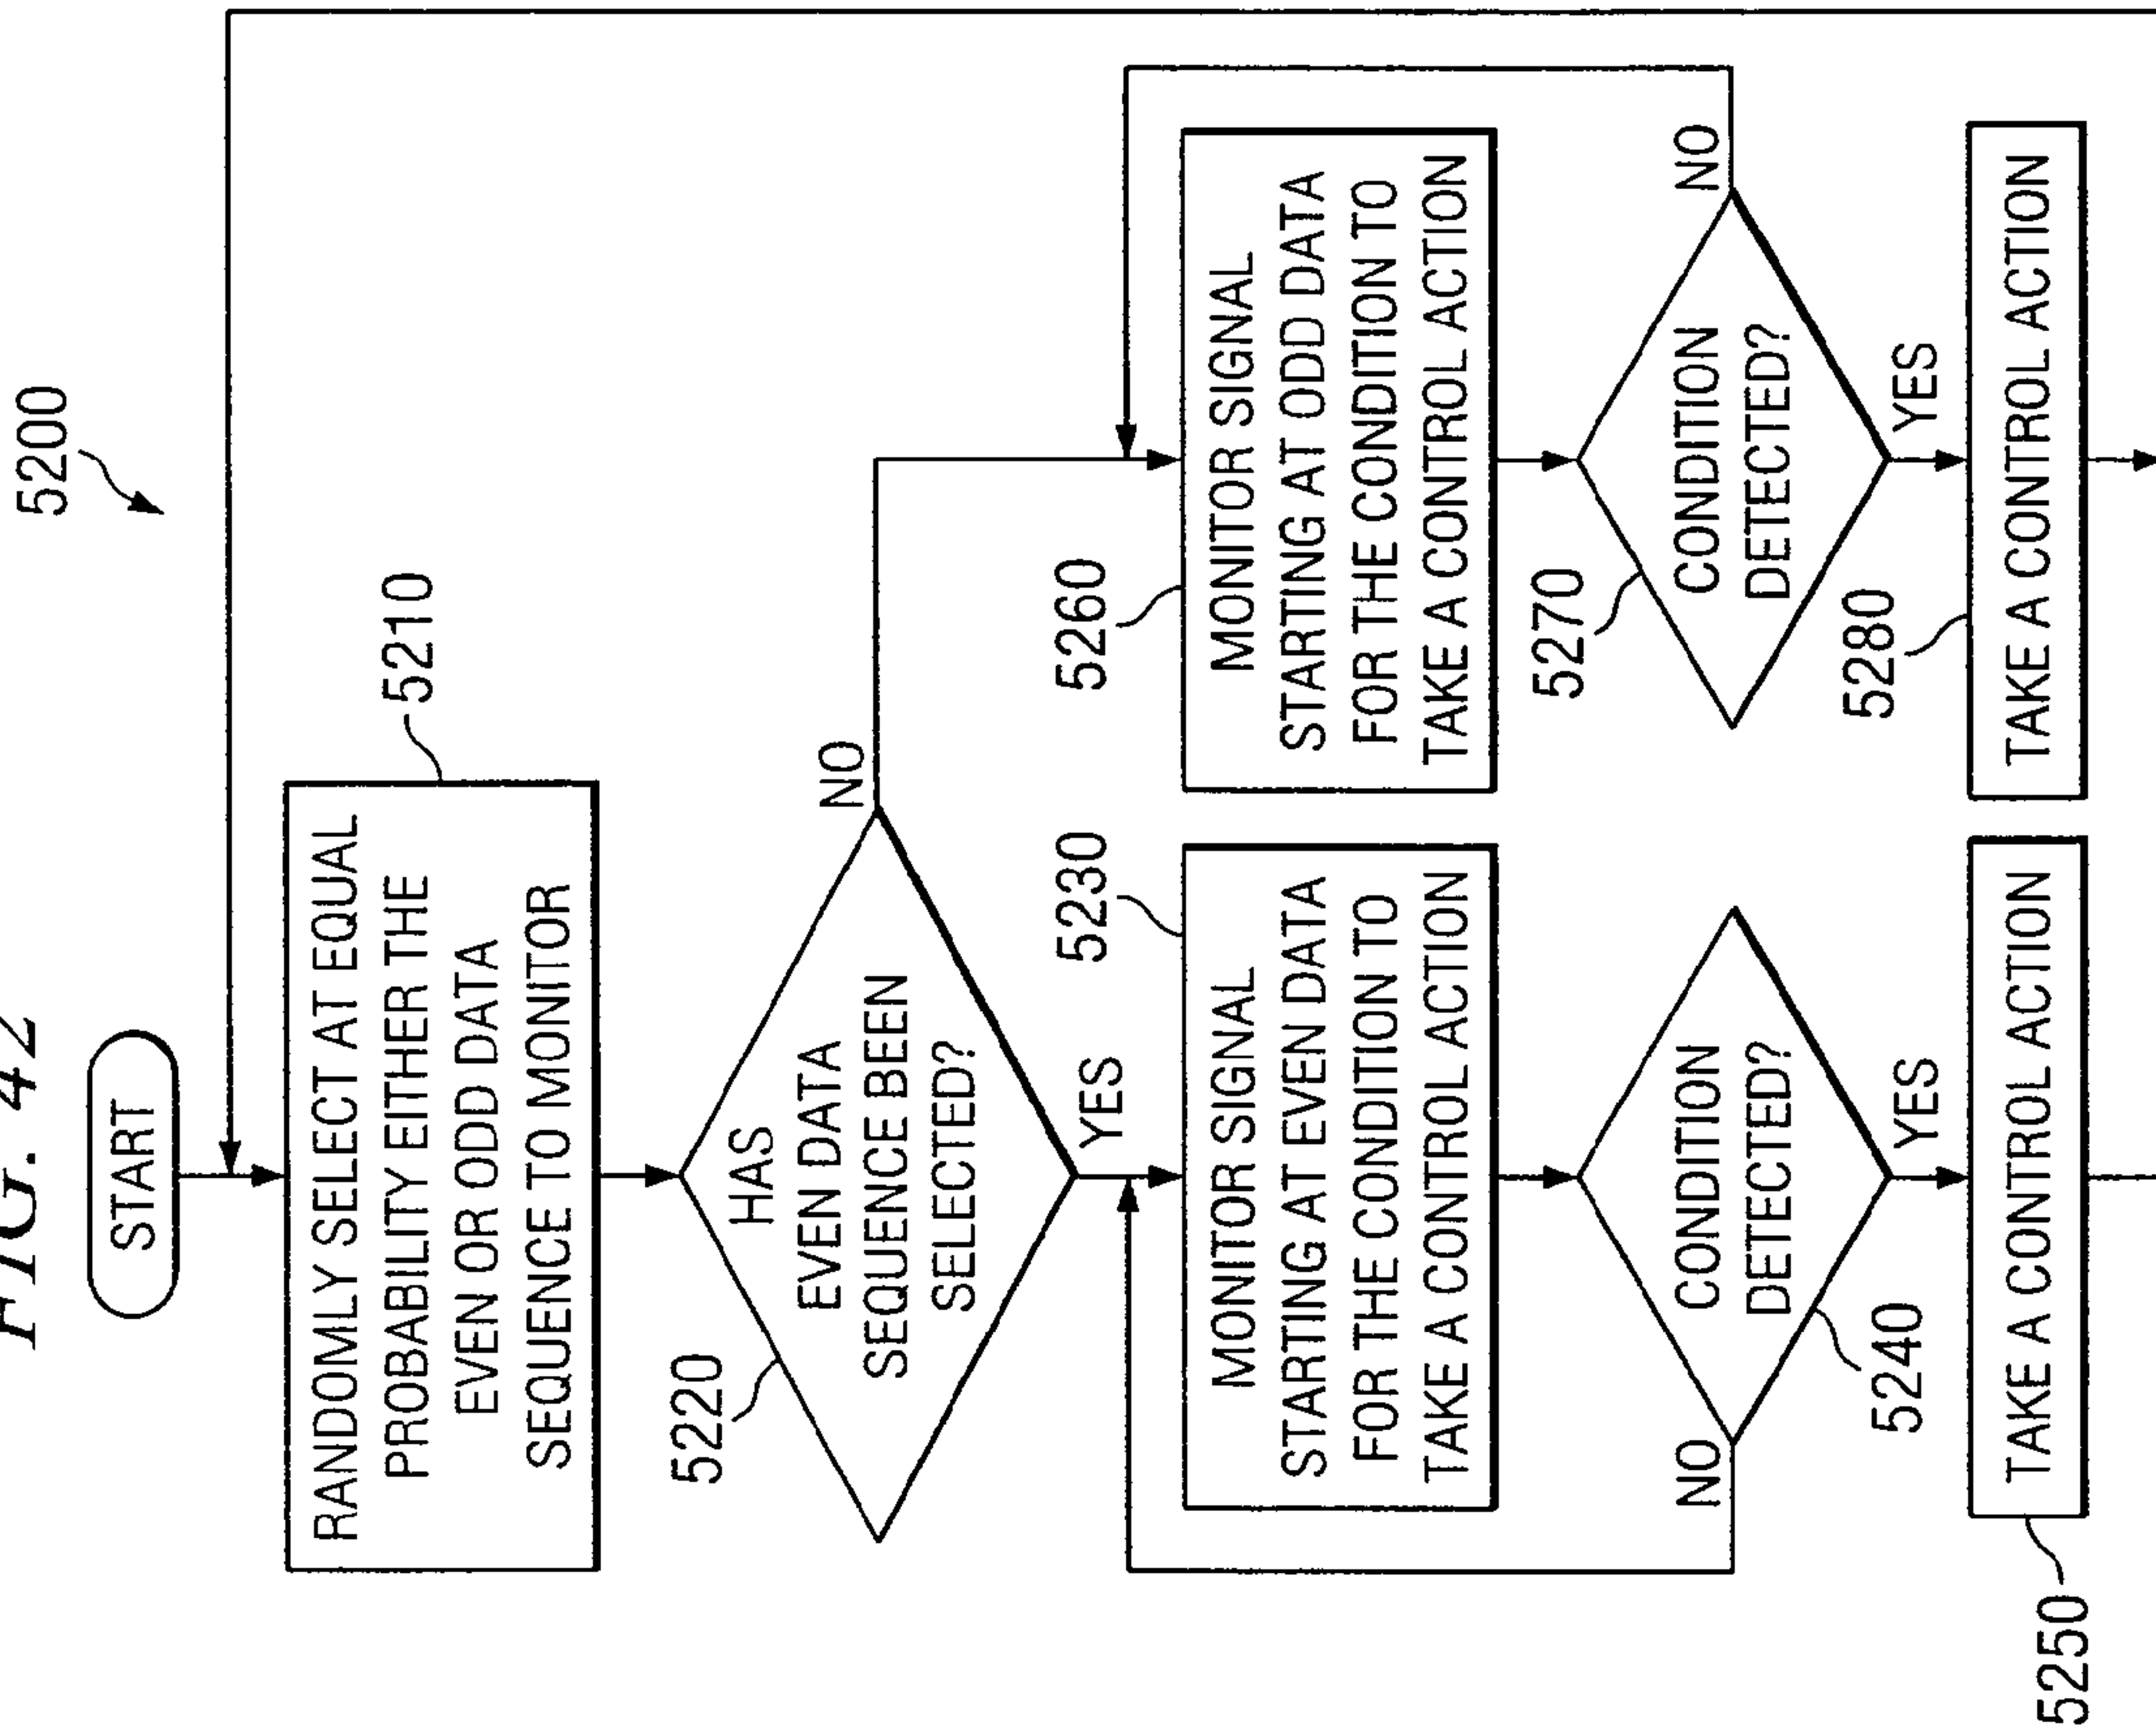 FIG. 42
5200
START
RANDOMLY SELECT AT EQUAL
PROBABILITY EITHER THE
EVEN OR ODD DATA
SEQUENCE TO MONITOR
5210
5220
HAS
EVEN DATA
SEQUENCE BEEN
SELECTED?
NO
YES
5230
MONITOR SIGNAL
STARTING AT EVEN DATA
FOR THE CONDITION TO
TAKE A CONTROL ACTION
5260
MONITOR SIGNAL
STARTING AT ODD DATA
FOR THE CONDITION TO
TAKE A CONTROL ACTION
NO
CONDITION
DETECTED?
5240
YES
5270
CONDITION
DETECTED?
NO
YES
5250
TAKE A CONTROL ACTION
5280
TAKE A CONTROL ACTION